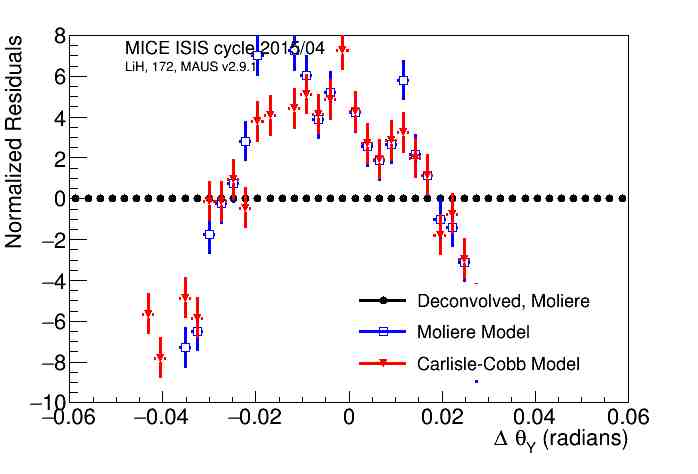 MICE ISIS cycle 2015/04
LiH, 172, MAUS v2.9.1
Normalized Residuals
8
6
4
2
0
−2
−4
−6
−8
−10
Deconvolved, Moliere
Moliere Model
Carlisle-Cobb Model
−0.06 −0.04 −0.02 0 0.02 0.04 0.06
Δ θY (radians)